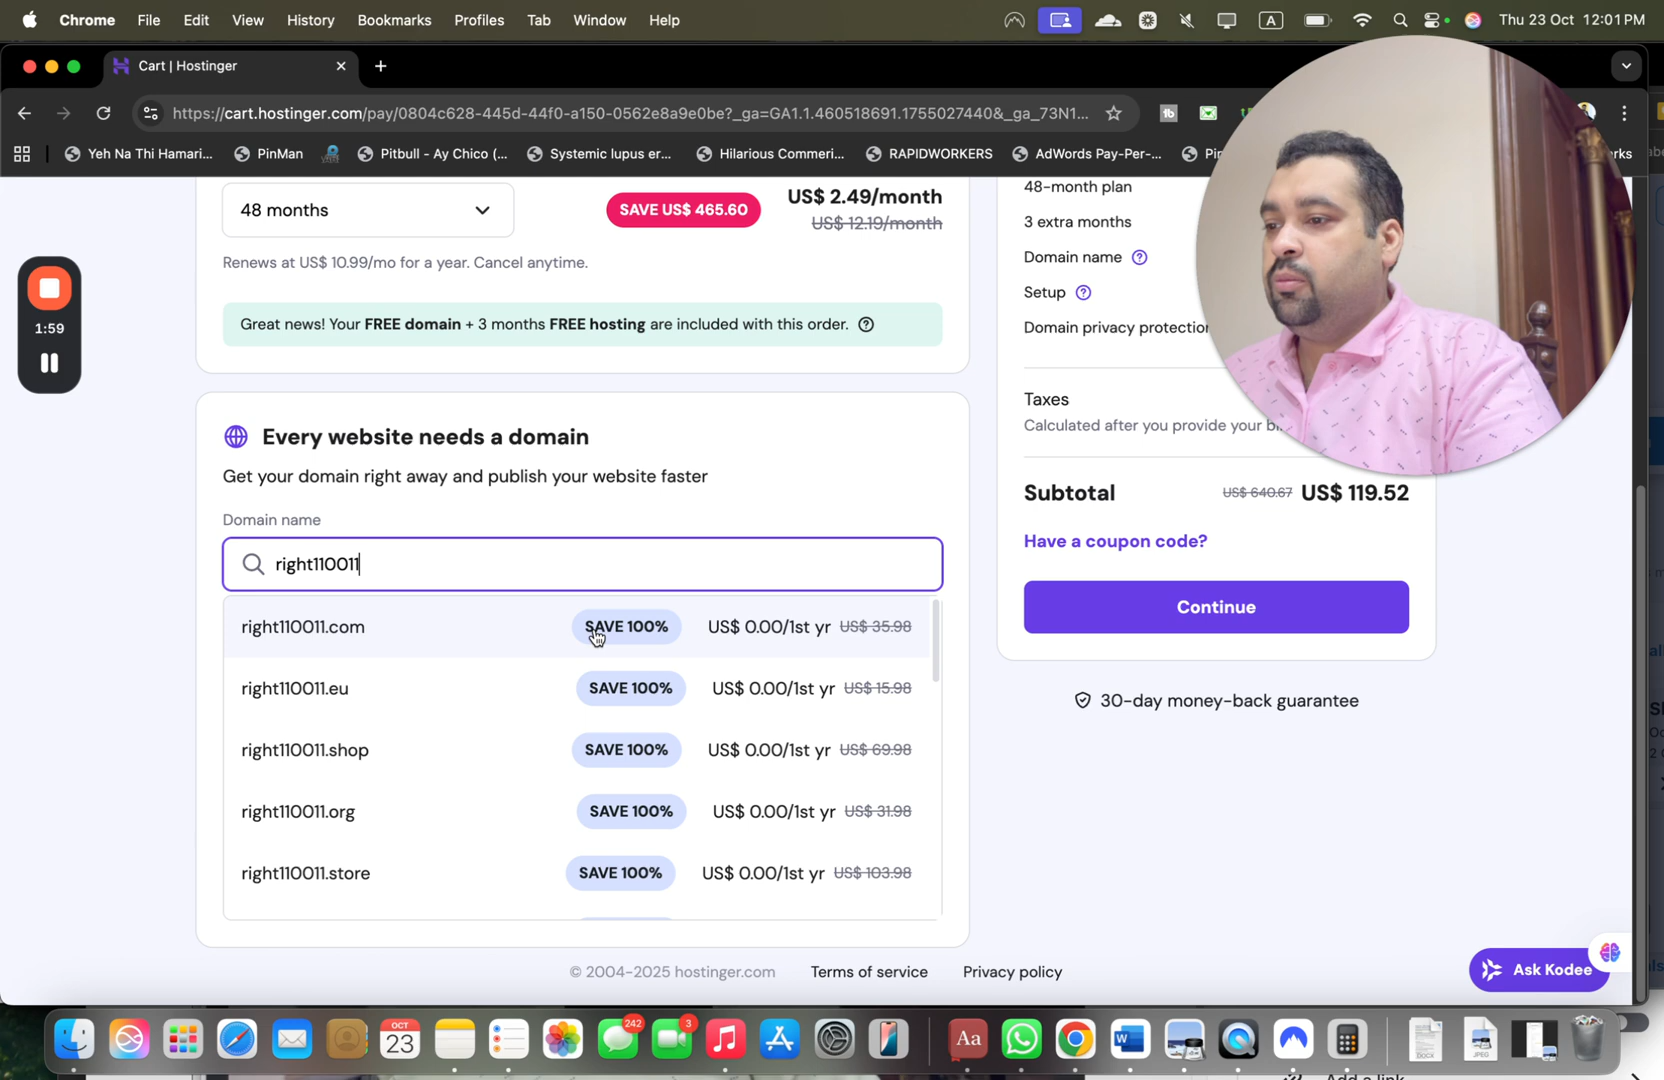 Chrome File Edit View History Bookmarks Profiles Tab Window Help A Thu 23 Oct 12:01 PM
Cart | Hostinger
https://cart.hostinger.com/pay/0804c628-445d-44f0-a150-0562e8a9e0be?_ga=GA1.1.460518691.1755027440&_ga_73N1...
Yeh Na Thi Hamari... PinMan Pitbull - Ay Chico (... Systemic lupus er... Hilarious Commeri... RAPIDWORKERS AdWords Pay-Per-...
48 months SAVE US$ 465.60 US$ 2.49/month
US$ 12.19/month
Renews at US$ 10.99/mo for a year. Cancel anytime.
Great news! Your FREE domain + 3 months FREE hosting are included with this order.
1:59
Every website needs a domain
Get your domain right away and publish your website faster
Domain name
right110011
right110011.com SAVE 100% US$ 0.00/1st yr US$ 35.98
right110011.eu SAVE 100% US$ 0.00/1st yr US$ 15.98
right110011.shop SAVE 100% US$ 0.00/1st yr US$ 69.98
right110011.org SAVE 100% US$ 0.00/1st yr US$ 31.98
right110011.store SAVE 100% US$ 0.00/1st yr US$ 103.98
48-month plan
3 extra months
Domain name
Setup
Domain privacy protection
Taxes
Calculated after you provide your
Subtotal US$ 640.67 US$ 119.52
Have a coupon code?
Continue
30-day money-back guarantee
© 2004-2025 hostinger.com Terms of service Privacy policy
Ask Kodee
OCT
23
242
3
Aa
DOCX
JPEG
Add a link